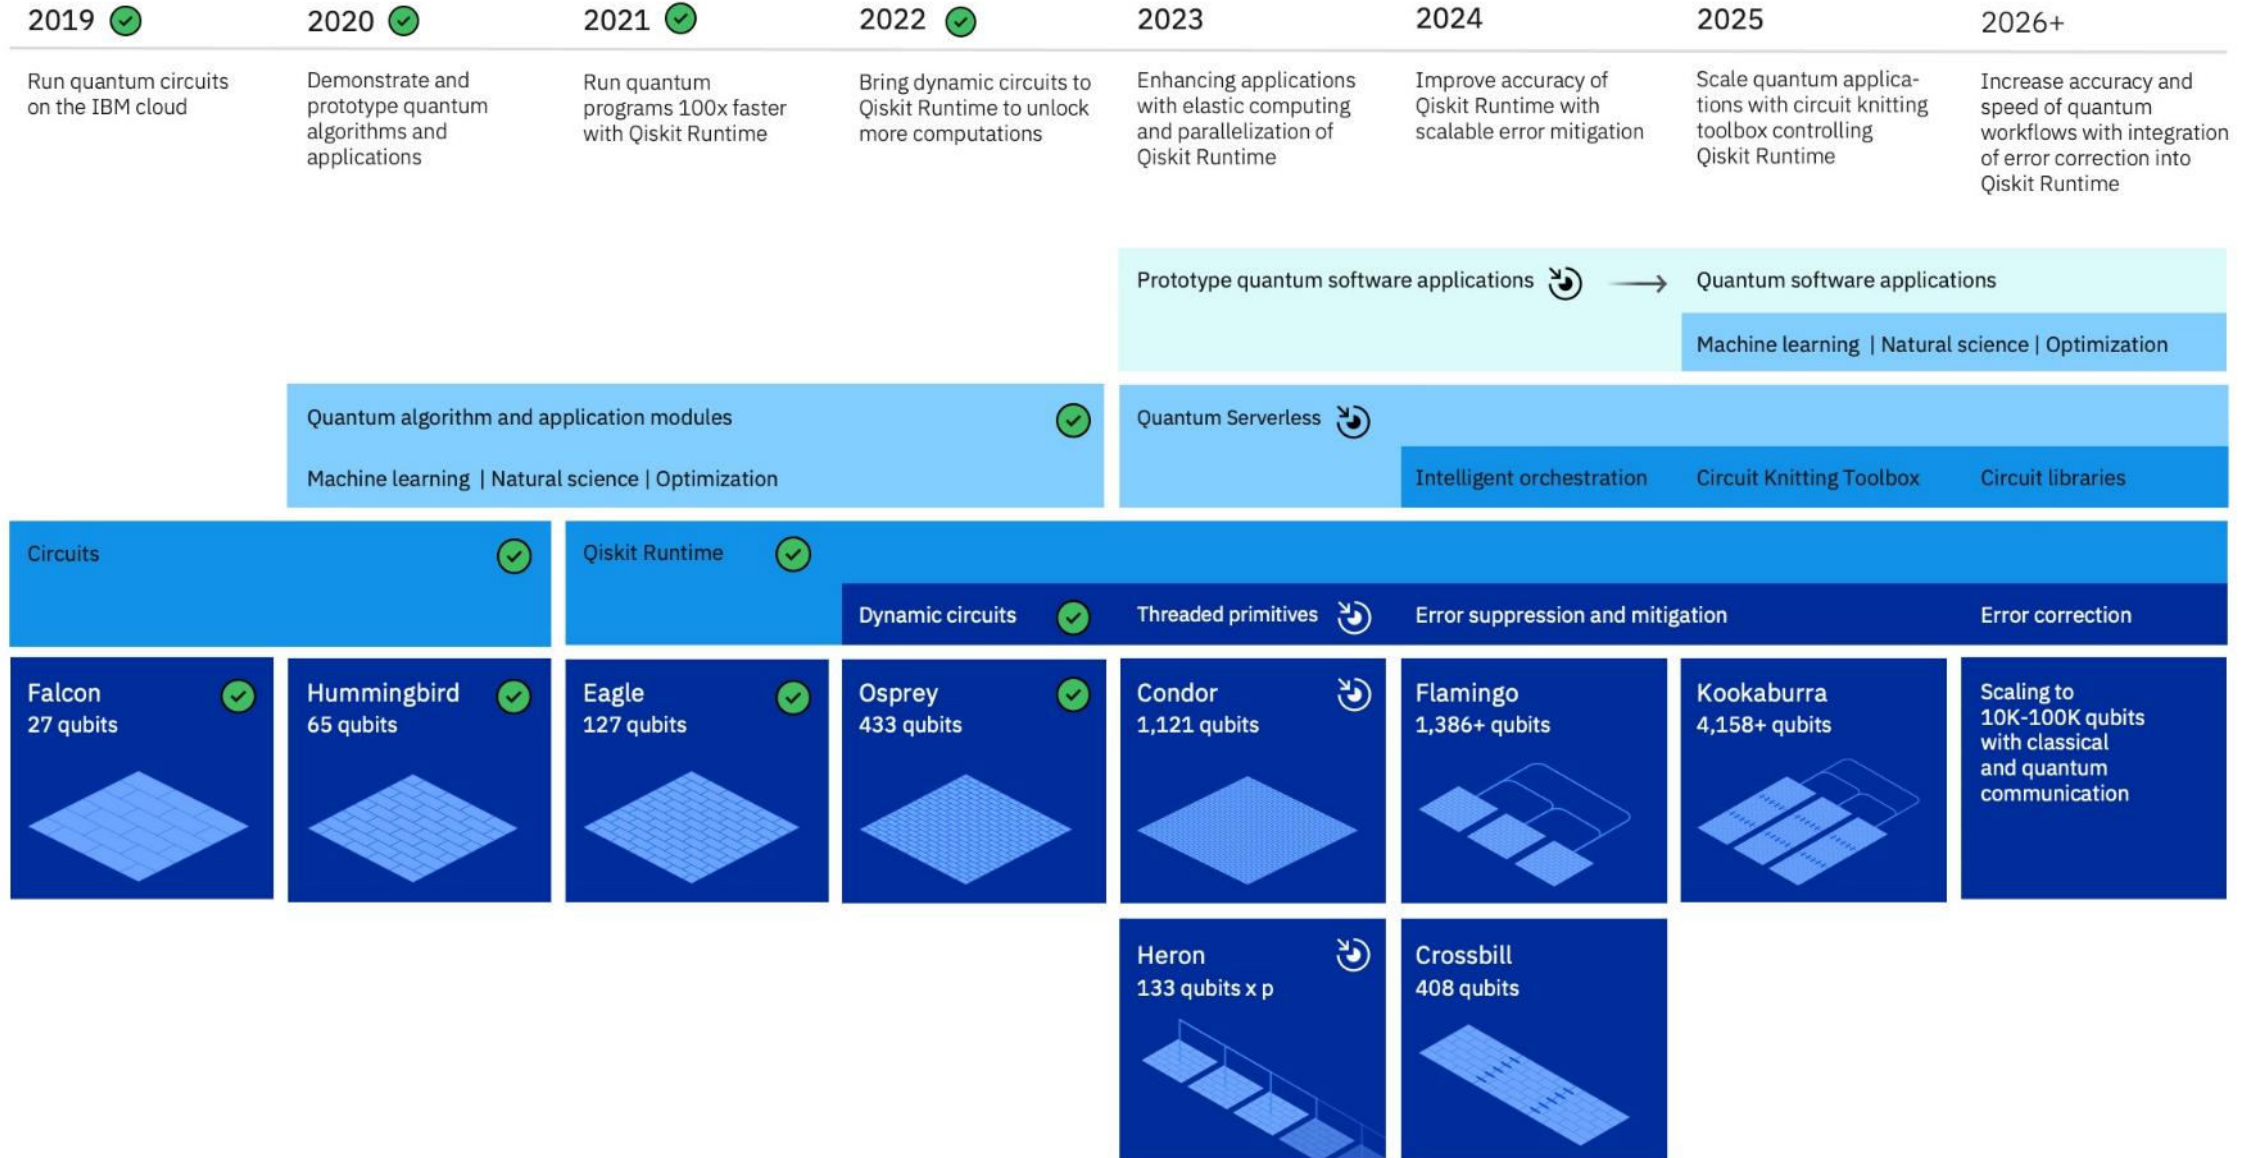 2019
2020
2021
2022
2023
2024
2025
2026+
Run quantum circuits
on the IBM cloud
Demonstrate and
prototype quantum
algorithms and
applications
Run quantum
programs 100x faster
with Qiskit Runtime
Bring dynamic circuits to
Qiskit Runtime to unlock
more computations
Enhancing applications
with elastic computing
and parallelization of
Qiskit Runtime
Improve accuracy of
Qiskit Runtime with
scalable error mitigation
Scale quantum applica-
tions with circuit knitting
toolbox controlling
Qiskit Runtime
Increase accuracy and
speed of quantum
workflows with integration
of error correction into
Qiskit Runtime
Prototype quantum software applications
Quantum software applications
Machine learning | Natural science | Optimization
Quantum algorithm and application modules
Machine learning | Natural science | Optimization
Quantum Serverless
Intelligent orchestration
Circuit Knitting Toolbox
Circuit libraries
Circuits
Qiskit Runtime
Dynamic circuits
Threaded primitives
Error suppression and mitigation
Error correction
Falcon
27 qubits
Hummingbird
65 qubits
Eagle
127 qubits
Osprey
433 qubits
Condor
1,121 qubits
Flamingo
1,386+ qubits
Kookaburra
4,158+ qubits
Scaling to
10K-100K qubits
with classical
and quantum
communication
Heron
133 qubits x p
Crossbill
408 qubits